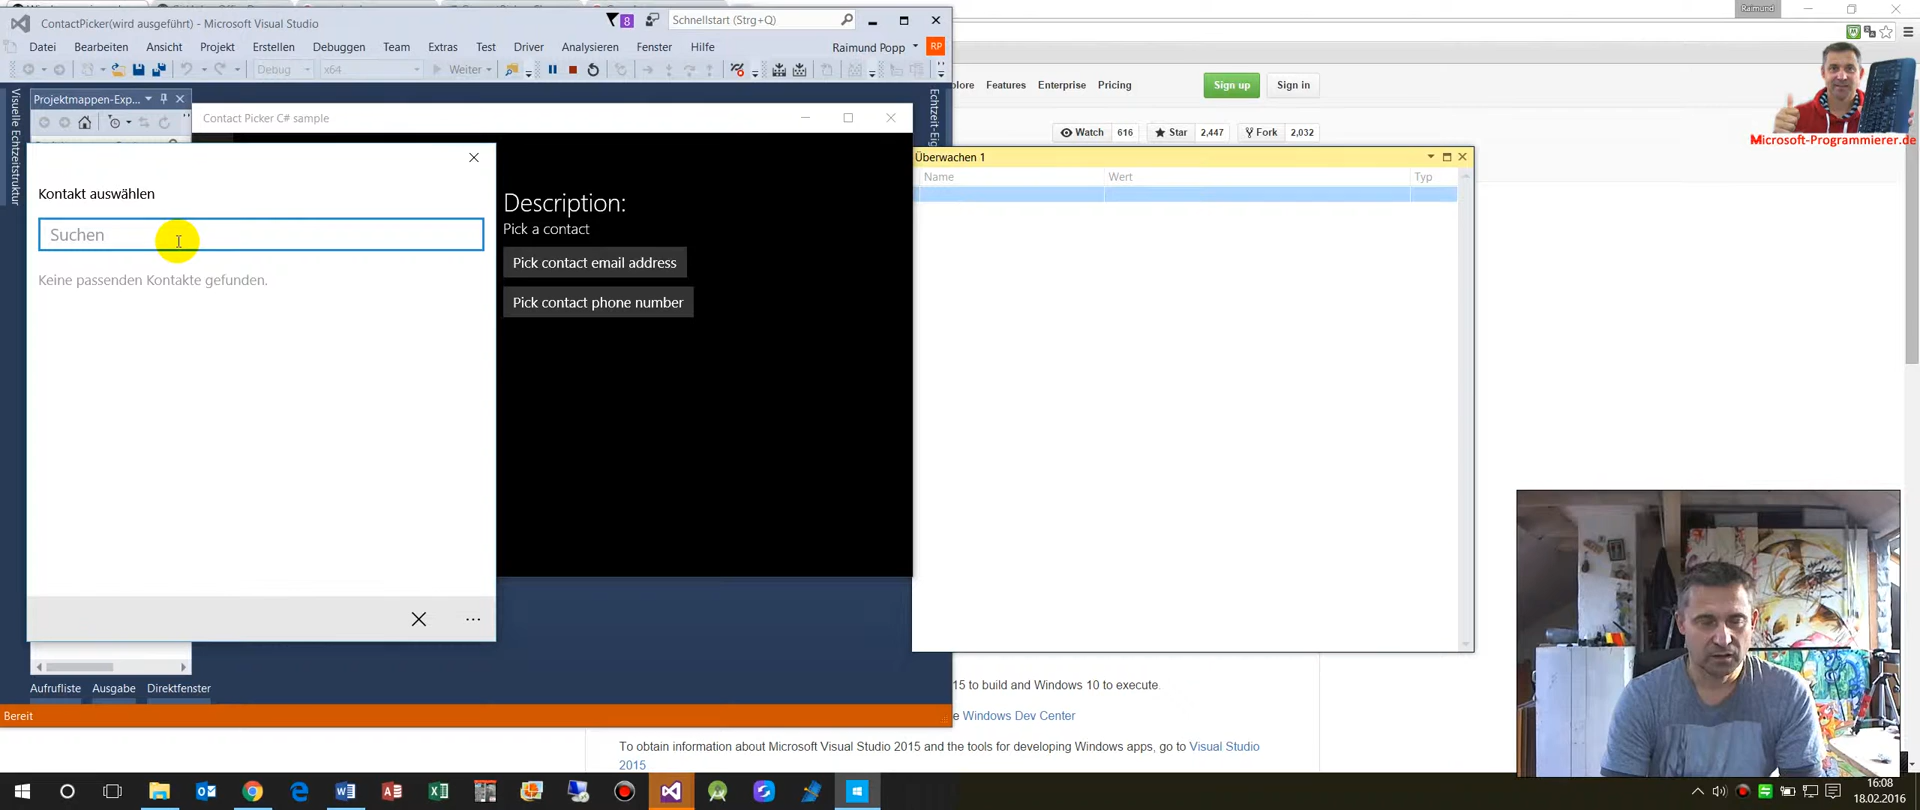 ContactPicker(wird ausgeführt) - Microsoft Visual Studio
8
Schnellstart (Strg+Q)
Raimund
Datei Bearbeiten Ansicht Projekt Erstellen Debuggen Team Extras Test Driver Analysieren Fenster Hilfe
Raimund Popp
RP
Debug
x64
Weiter
Features Enterprise Pricing
Sign up
Sign in
Watch 616
Star 2,447
Fork 2,032
Microsoft-Programmierer.de
Visuelle Echtzeitstruktur
Projektmappen-Exp...
Contact Picker C# sample
Kontakt auswählen
Suchen
Keine passenden Kontakte gefunden.
...
Description:
Pick a contact
Pick contact email address
Pick contact phone number
Überwachen 1
Name Wert Typ
Aufrufliste Ausgabe Direktfenster
Bereit
15 to build and Windows 10 to execute.
Windows Dev Center
To obtain information about Microsoft Visual Studio 2015 and the tools for developing Windows apps, go to Visual Studio
2015
16:08
18.02.2016